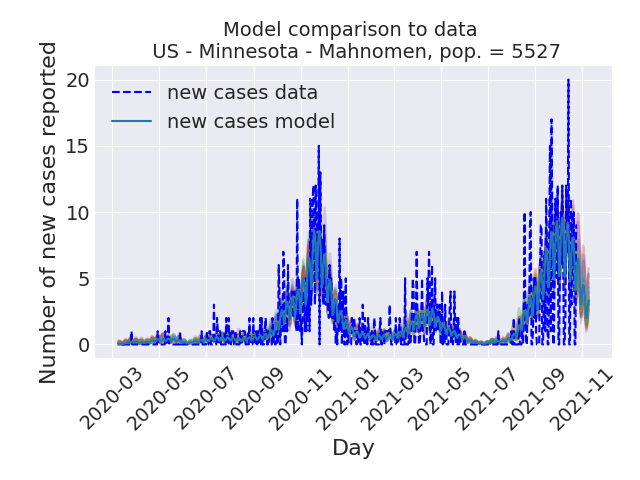 Model comparison to data
US - Minnesota - Mahnomen, pop. = 5527
new cases data
new cases model
Number of new cases reported
20
15
10
5
0
2020-03
2020-05
2020-07
2020-09
2020-11
2021-01
2021-03
2021-05
2021-07
2021-09
2021-11
Day